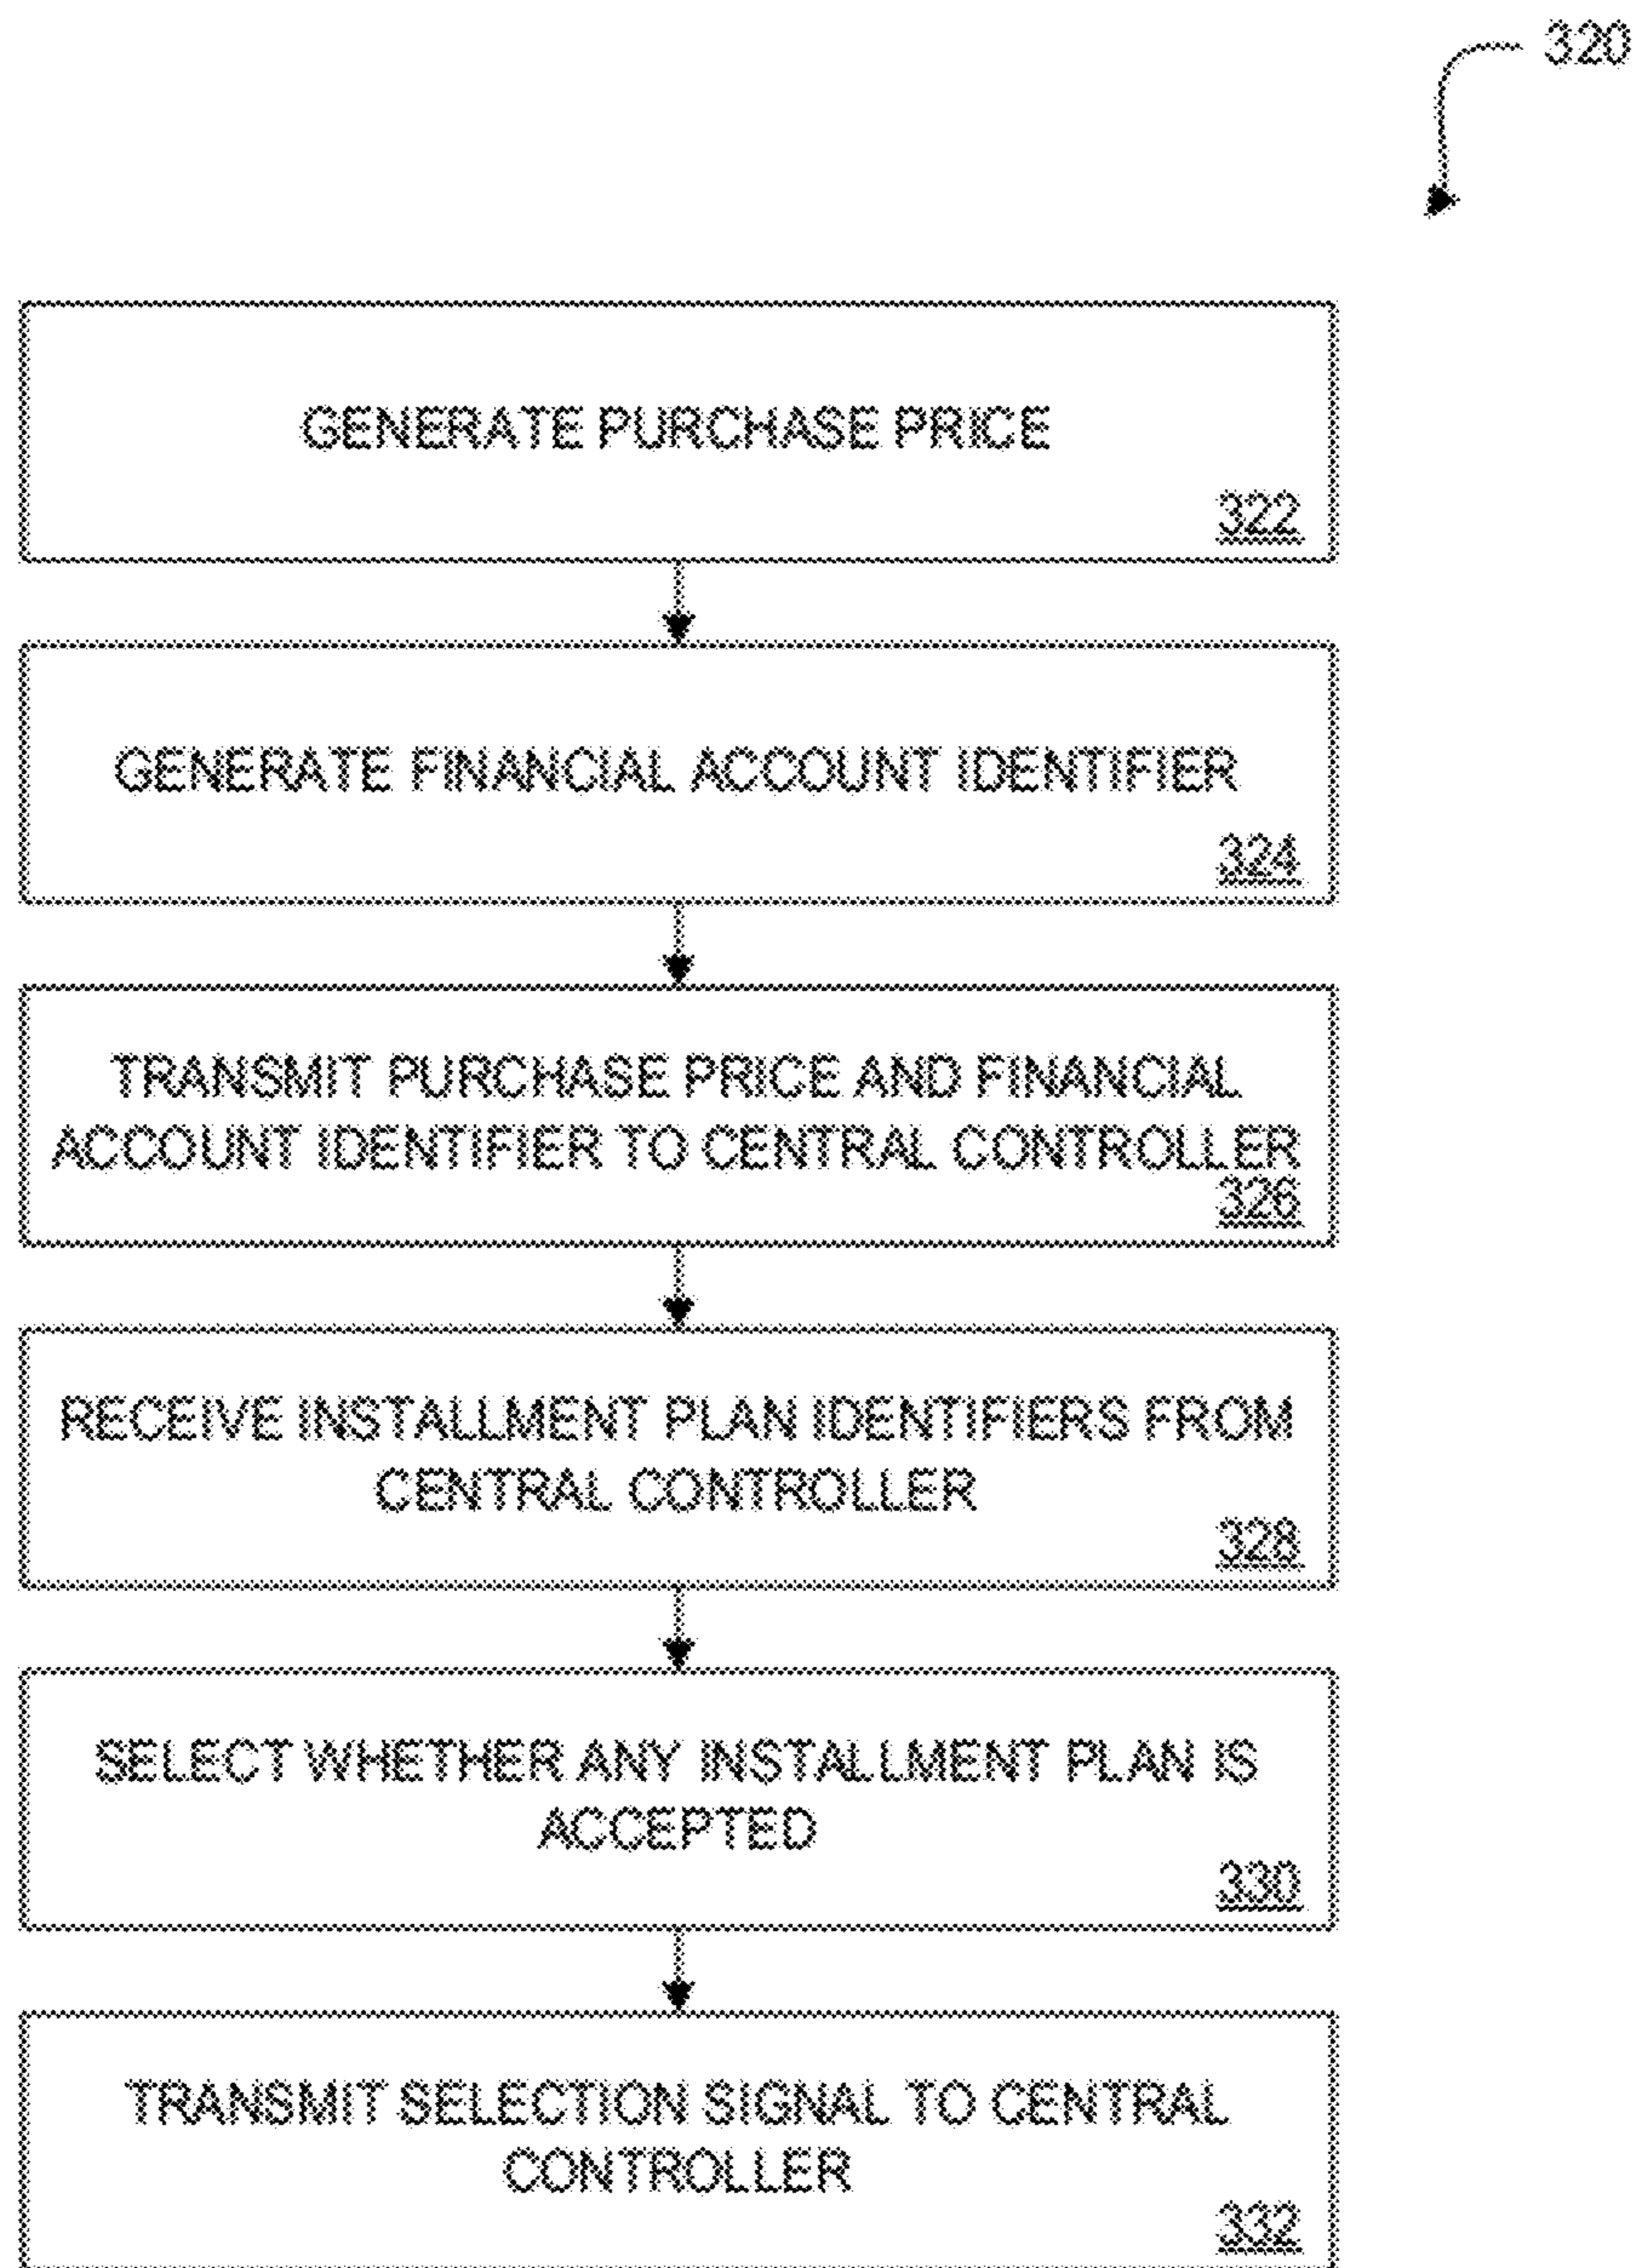 320
GENERATE PURCHASE PRICE
322
GENERATE FINANCIAL ACCOUNT IDENTIFIER
324
TRANSMIT PURCHASE PRICE AND FINANCIAL
ACCOUNT IDENTIFIER TO CENTRAL CONTROLLER
326
RECEIVE INSTALLMENT PLAN IDENTIFIERS FROM
CENTRAL CONTROLLER
328
SELECT WHETHER ANY INSTALLMENT PLAN IS
ACCEPTED
330
TRANSMIT SELECTION SIGNAL TO CENTRAL
CONTROLLER
332